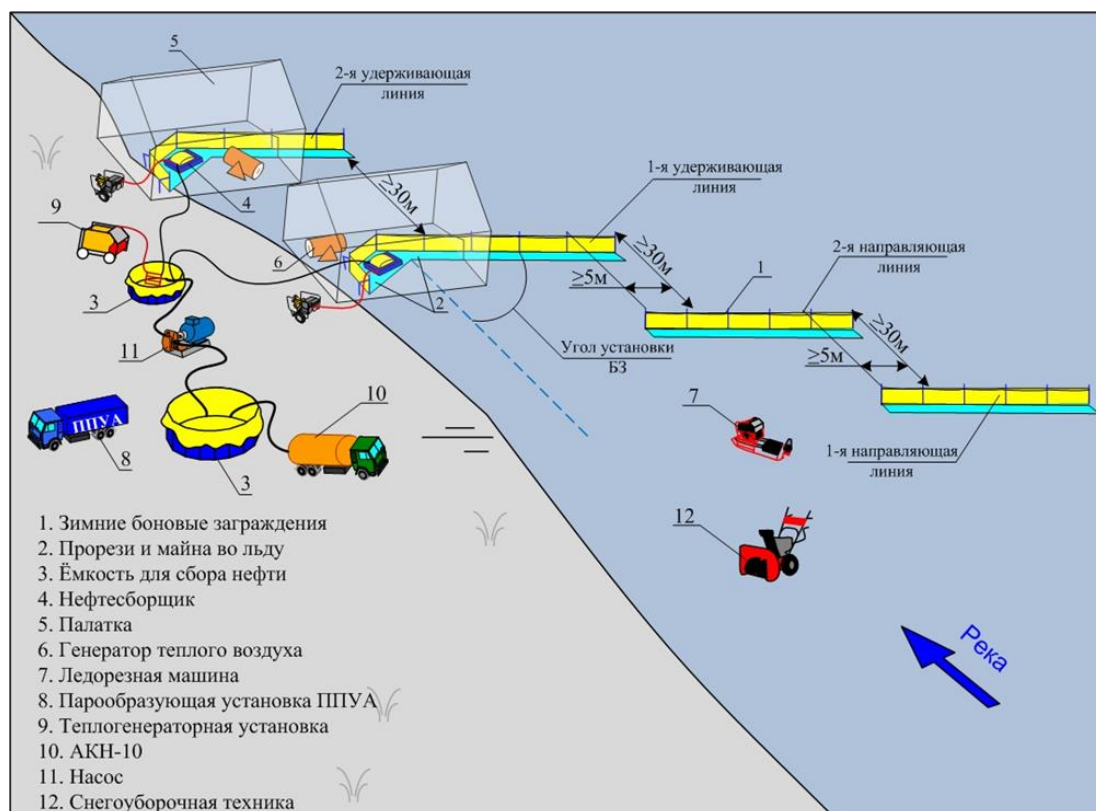 5
2-я удерживающая
линия
1-я удерживающая
линия
≥30м
4
9
6
≥30м
2-я направляющая
линия
≥5м
1
3
2
≥30м
Угол установки
БЗ
≥5м
11
10
7
ППУА
1-я направляющая
линия
8
3
12
1. Зимние боновые заграждения
2. Прорези и майна во льду
3. Ёмкость для сбора нефти
4. Нефтесборщик
5. Палатка
6. Генератор теплого воздуха
7. Ледорезная машина
8. Парообразующая установка ППУА
9. Теплогенераторная установка
10. АКН-10
11. Насос
12. Снегоуборочная техника
Река